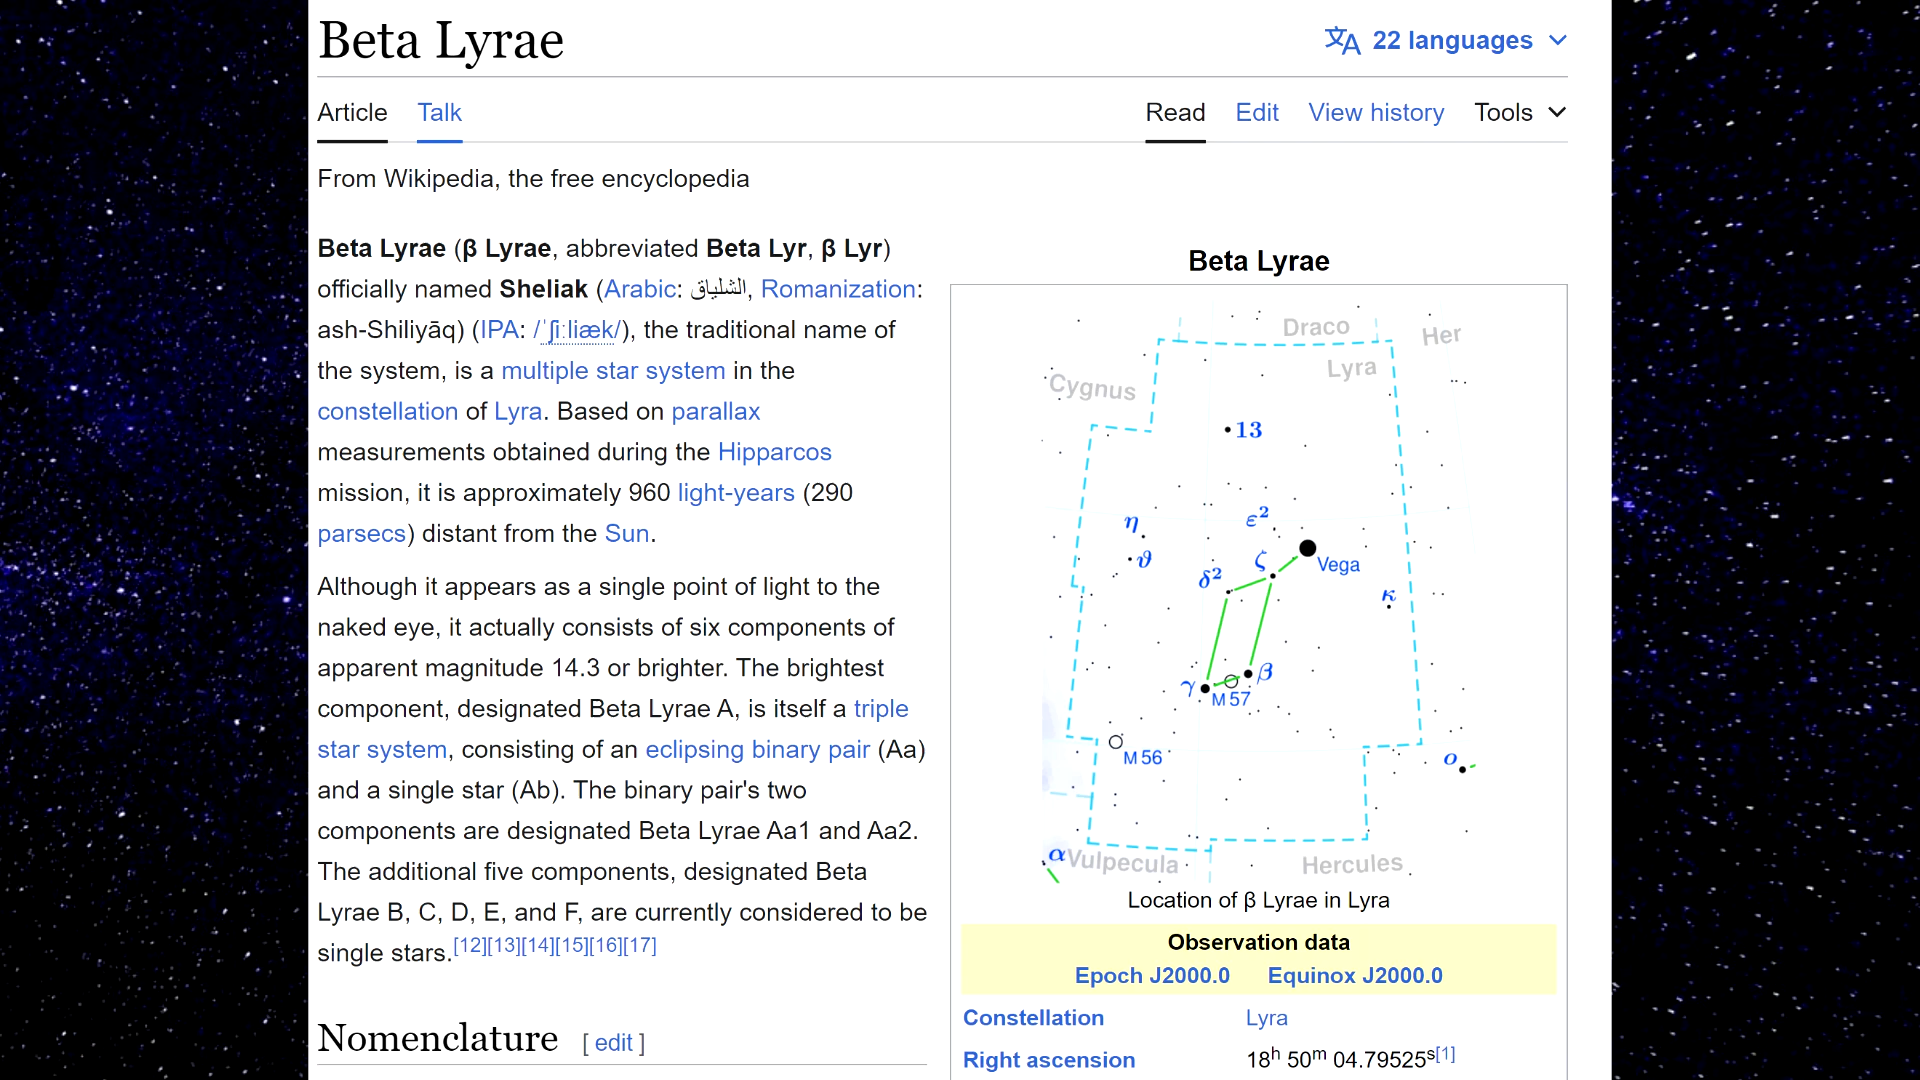 Beta Lyrae
22 languages
Article Talk Read Edit View history Tools
From Wikipedia, the free encyclopedia
Beta Lyrae (β Lyrae, abbreviated Beta Lyr, β Lyr)
officially named Sheliak (Arabic: الشلياق, Romanization:
ash-Shiliyāq) (IPA: /ˈʃiːliæk/), the traditional name of
the system, is a multiple star system in the
constellation of Lyra. Based on parallax
measurements obtained during the Hipparcos
mission, it is approximately 960 light-years (290
parsecs) distant from the Sun.
Although it appears as a single point of light to the
naked eye, it actually consists of six components of
apparent magnitude 14.3 or brighter. The brightest
component, designated Beta Lyrae A, is itself a triple
star system, consisting of an eclipsing binary pair (Aa)
and a single star (Ab). The binary pair's two
components are designated Beta Lyrae Aa1 and Aa2.
The additional five components, designated Beta
Lyrae B, C, D, E, and F, are currently considered to be
single stars.[12][13][14][15][16][17]
Nomenclature [ edit ]
Beta Lyrae
Draco
Her
Lyra
Cygnus
13
η
ε²
ϑ
ζ
Vega
δ²
κ
β
γ
M 57
M 56
ο
α
Vulpecula
Hercules
Location of β Lyrae in Lyra
Observation data
Epoch J2000.0 Equinox J2000.0
Constellation Lyra
Right ascension 18h 50m 04.79525s[1]